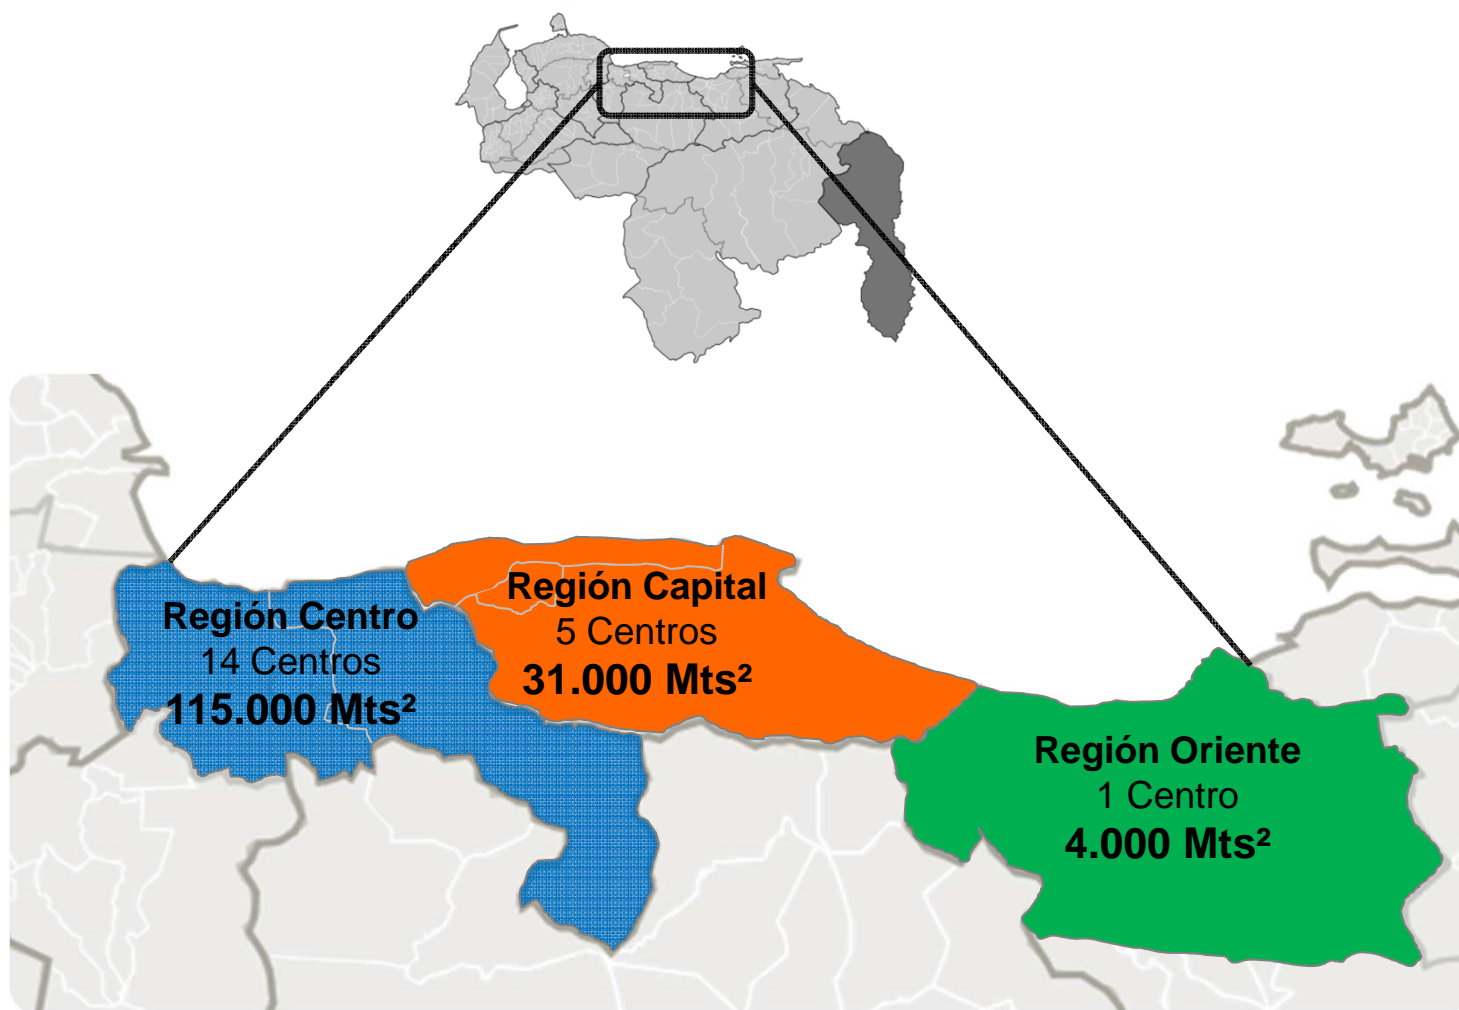 Región Centro
14 Centros
115.000 Mts²
Región Capital
5 Centros
31.000 Mts²
Región Oriente
1 Centro
4.000 Mts²